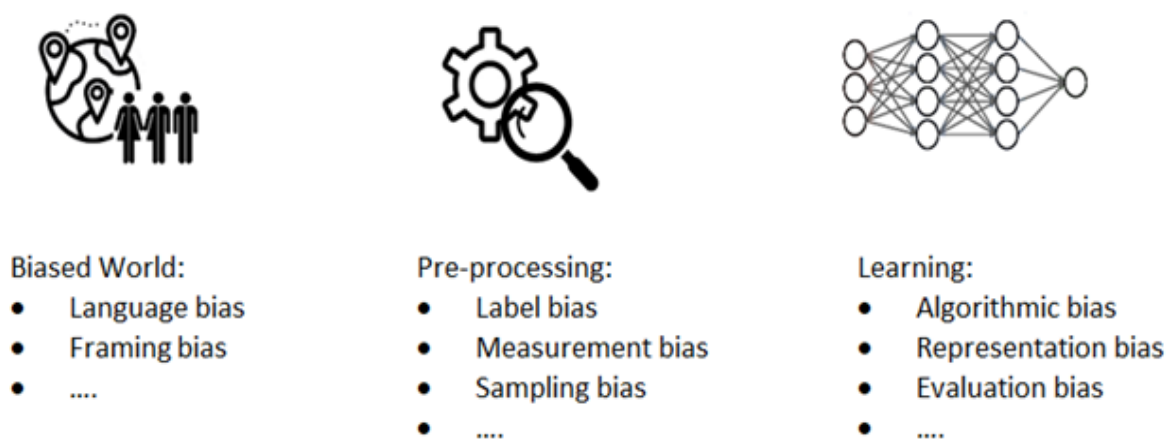 Biased World:
• Language bias
• Framing bias
• ....
Pre-processing:
• Label bias
• Measurement bias
• Sampling bias
• ....
Learning:
• Algorithmic bias
• Representation bias
• Evaluation bias
• ....